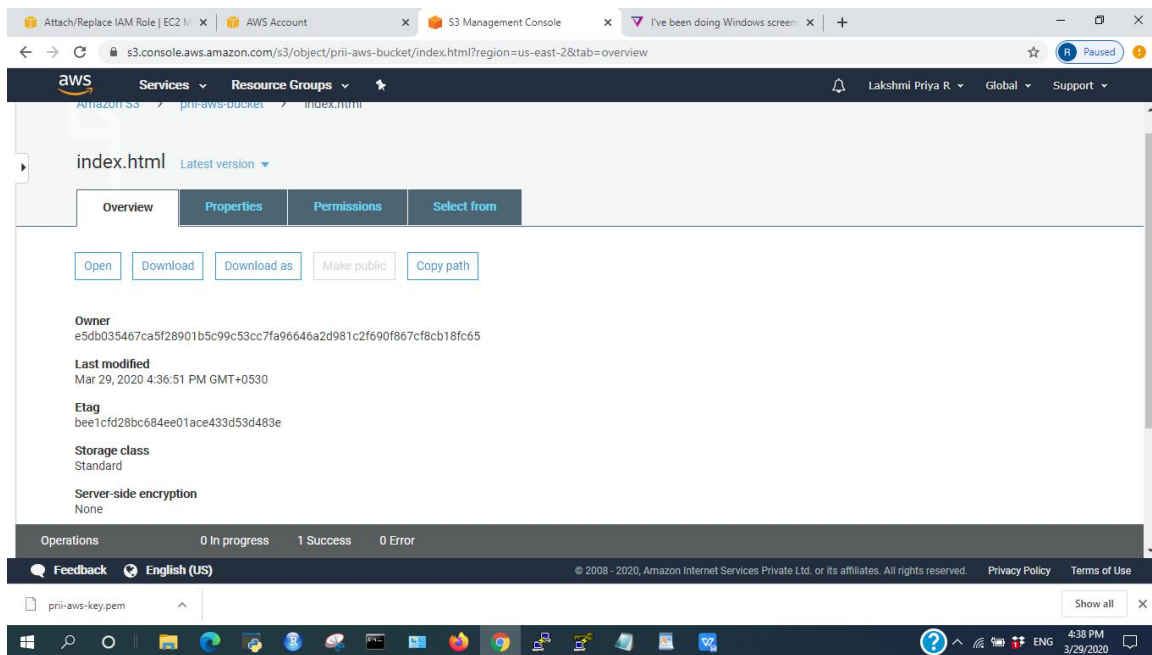 Attach/Replace IAM Role | EC2 M
AWS Account
S3 Management Console
I've been doing Windows screen
s3.console.aws.amazon.com/s3/object/prii-aws-bucket/index.html?region=us-east-2&tab=overview
R Paused
aws Services Resource Groups Lakshmi Priya R Global Support
Amazon S3 > prii-aws-bucket > index.html
index.html Latest version
Overview Properties Permissions Select from
Open Download Download as Make public Copy path
Owner
e5db035467ca5f28901b5c99c53cc7fa96646a2d981c2f690f867cf8cb18fc65
Last modified
Mar 29, 2020 4:36:51 PM GMT+0530
Etag
bee1cfd28bc684ee01ace433d53d483e
Storage class
Standard
Server-side encryption
None
Operations 0 In progress 1 Success 0 Error
Feedback English (US) © 2008 - 2020, Amazon Internet Services Private Ltd. or its affiliates. All rights reserved. Privacy Policy Terms of Use
prii-aws-key.pem Show all
ENG 4:38 PM
3/29/2020